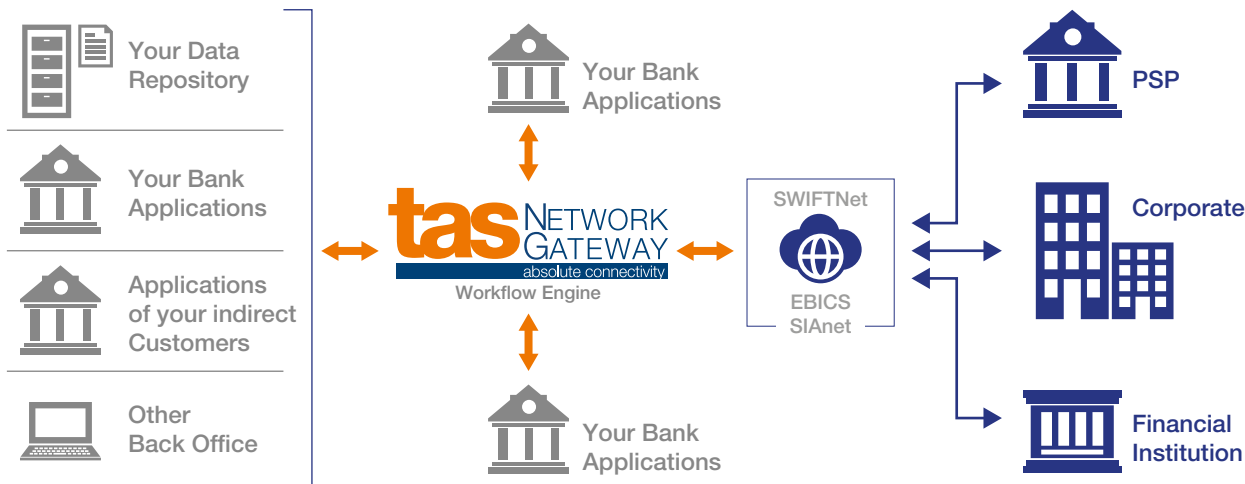 Your Data
Repository
Your Bank
Applications
Applications
of your indirect
Customers
Other
Back Office
Your Bank
Applications
tas NETWORK
GATEWAY
absolute connectivity
Workflow Engine
Your Bank
Applications
SWIFTNet
EBICS
SIAnet
PSP
Corporate
Financial
Institution